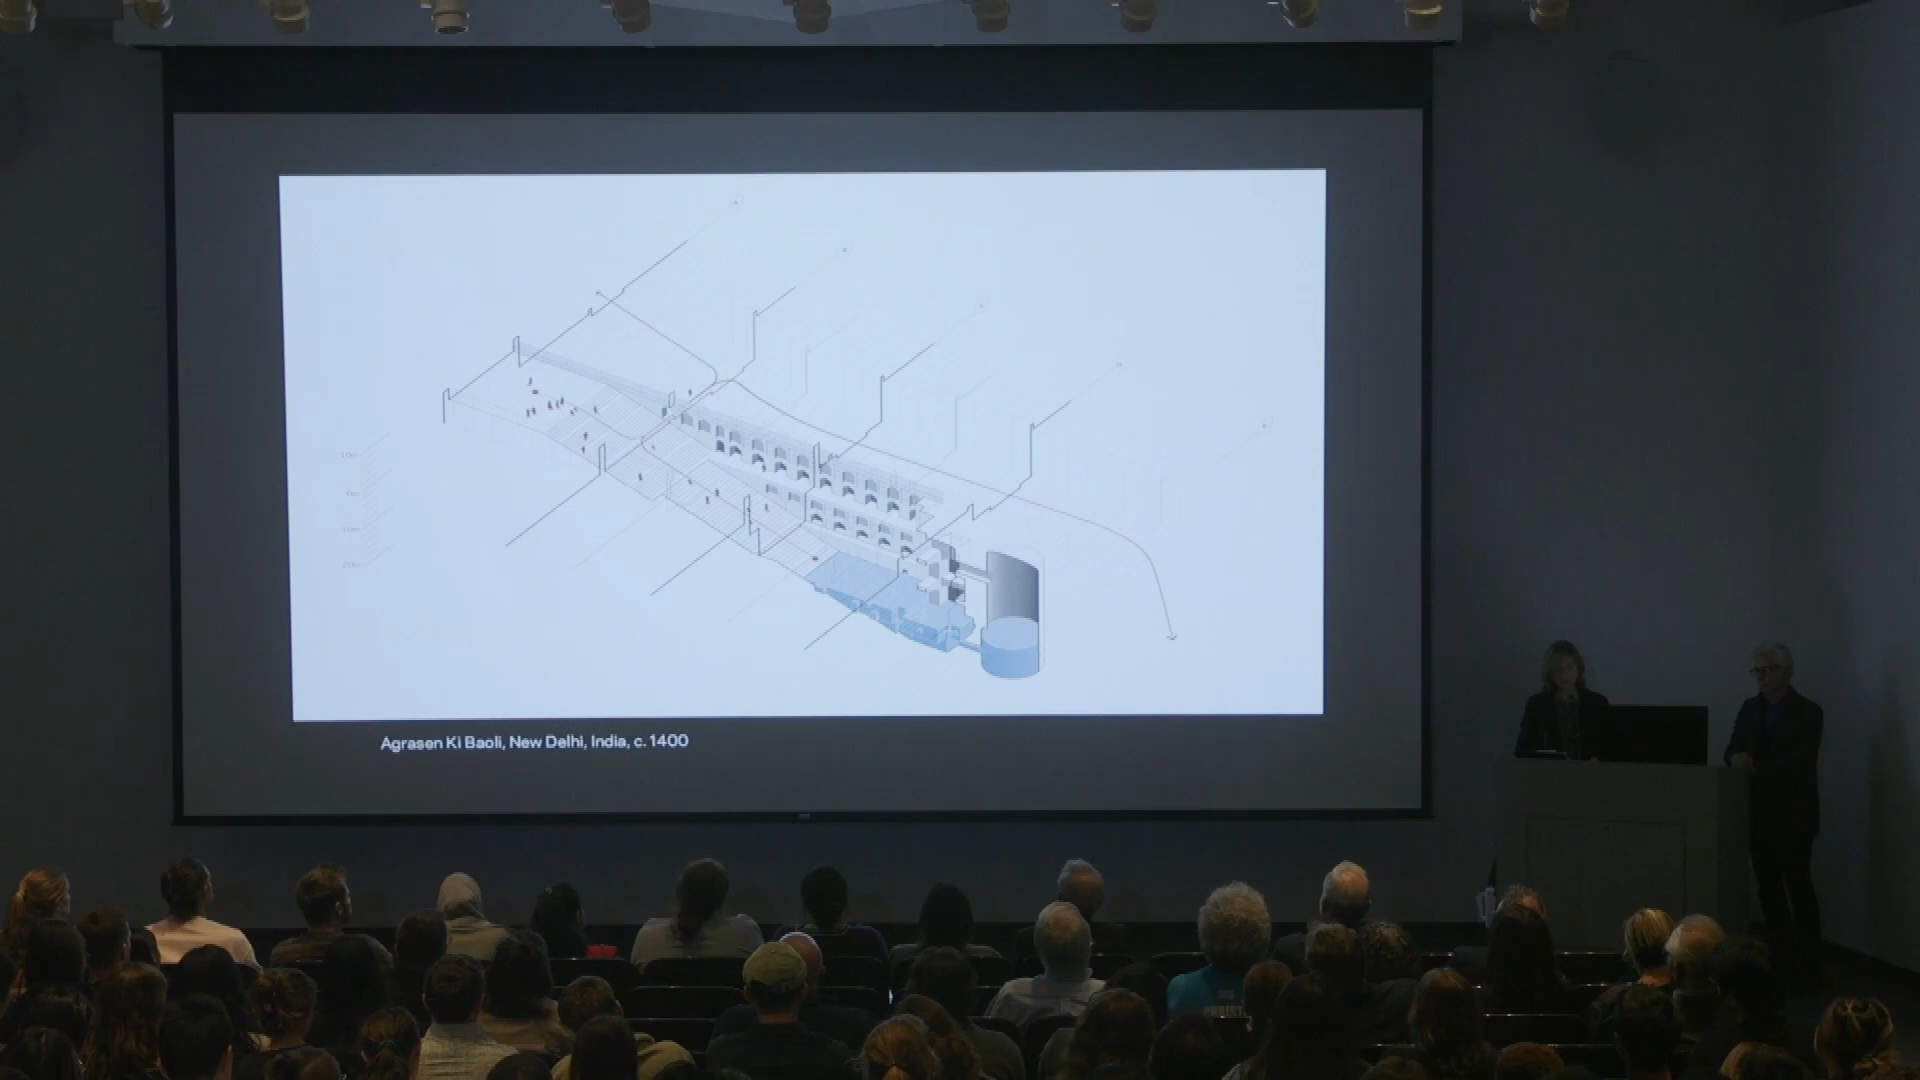 Agrasen Ki Baoli, New Delhi, India, c. 1400